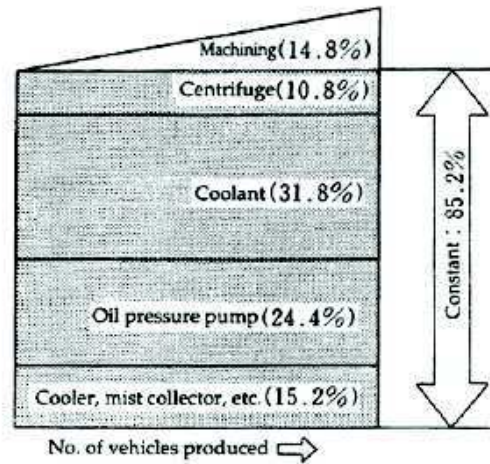 Machining(14.8%)
Centrifuge(10.8%)
Coolant(31.8%)
Oil pressure pump(24.4%)
Cooler, mist collector, etc.(15.2%)
Constant : 85.2%
No. of vehicles produced